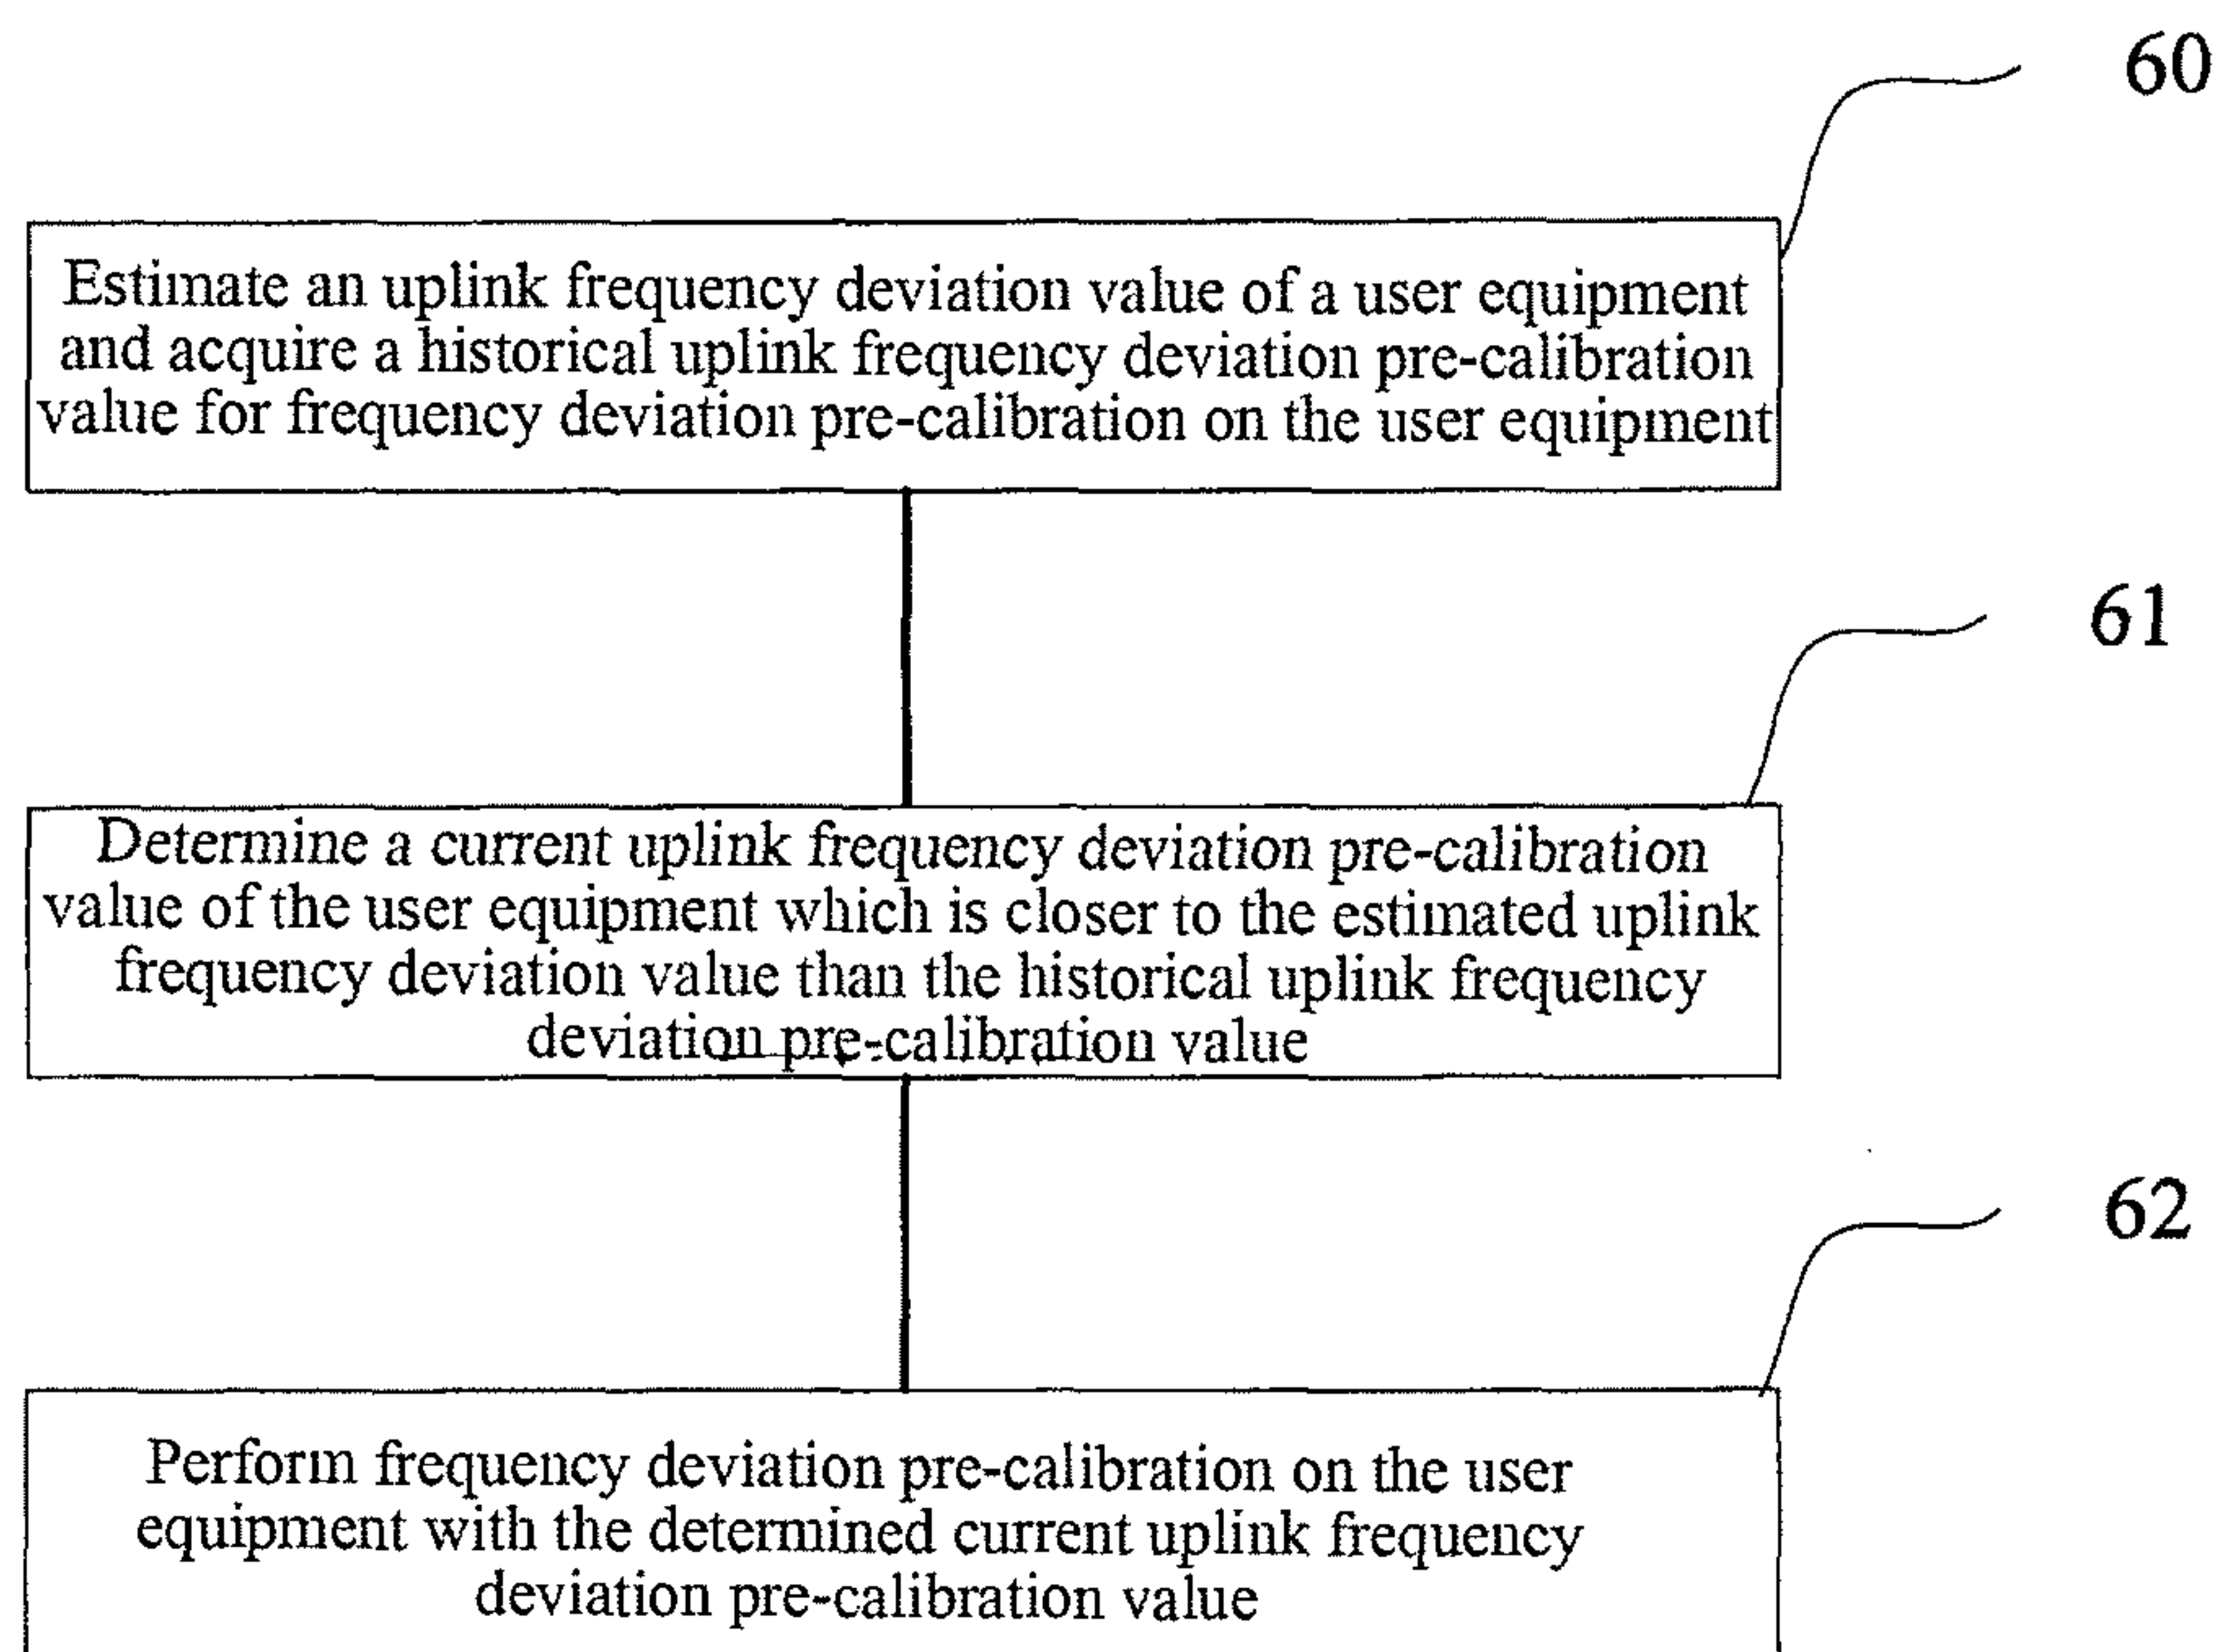 60
Estimate an uplink frequency deviation value of a user equipment
and acquire a historical uplink frequency deviation pre-calibration
value for frequency deviation pre-calibration on the user equipment
61
Determine a current uplink frequency deviation pre-calibration
value of the user equipment which is closer to the estimated uplink
frequency deviation value than the historical uplink frequency
deviation pre-calibration value
62
Perform frequency deviation pre-calibration on the user
equipment with the determined current uplink frequency
deviation pre-calibration value